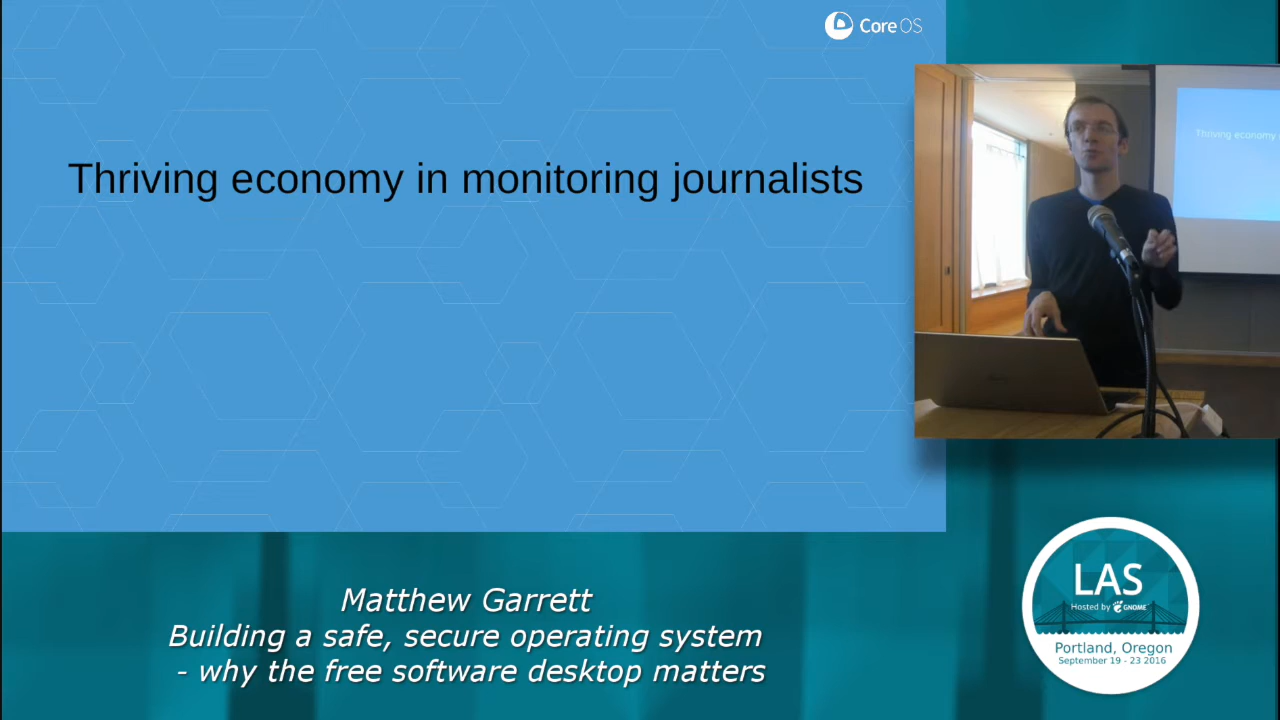 CoreOS
Thriving economy in monitoring journalists
Thriving economy
LAS
Hosted by GNOME
Portland, Oregon
September 19 - 23 2016
Matthew Garrett
Building a safe, secure operating system
- why the free software desktop matters